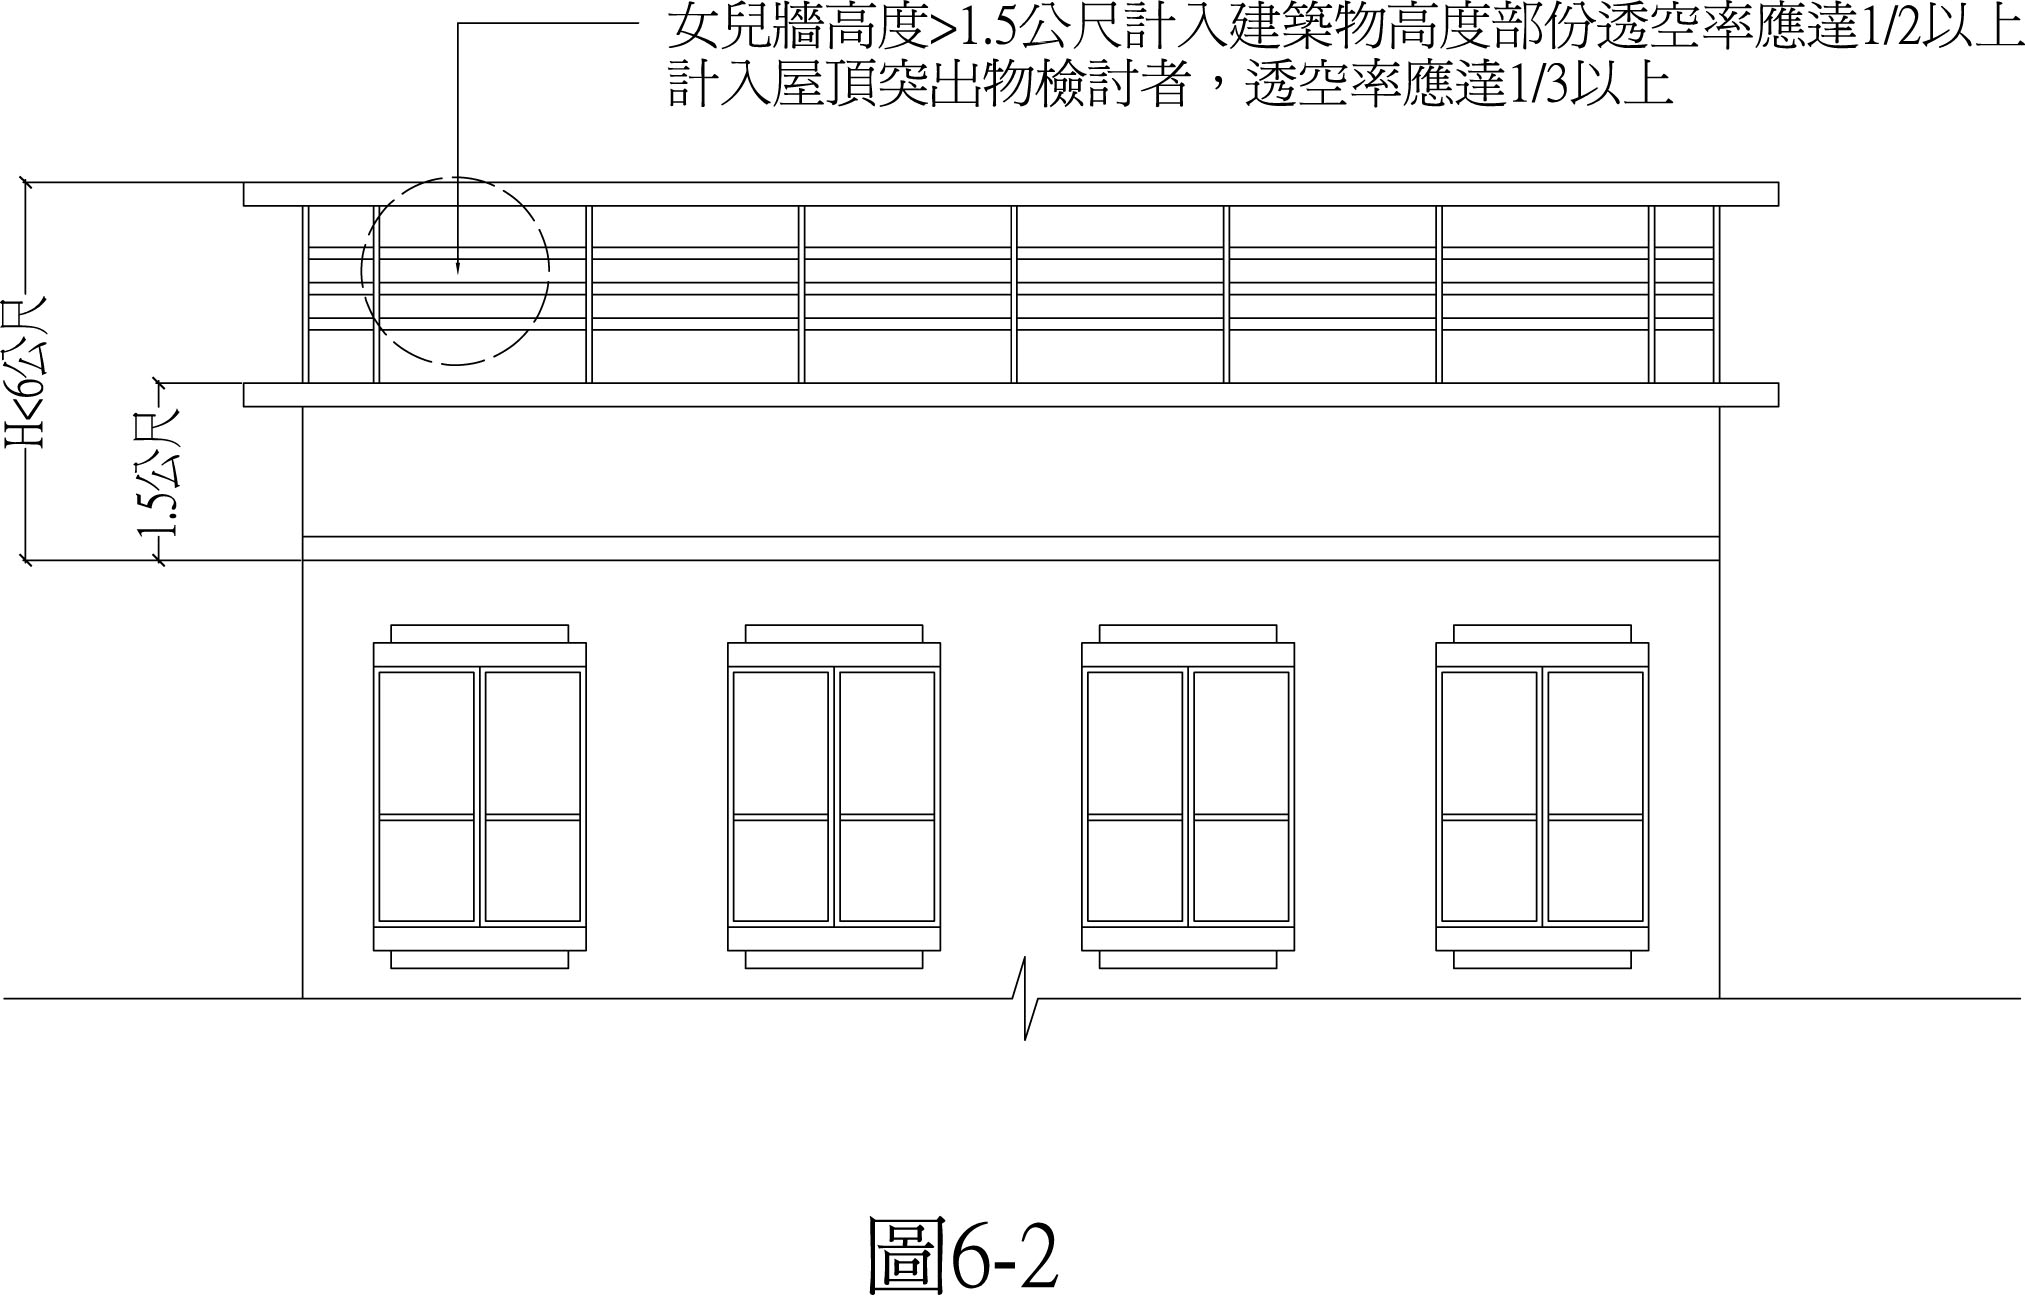 女兒牆高度>1.5公尺計入建築物高度部份透空率應達1/2以上
計入屋頂突出物檢討者，透空率應達1/3以上
H<6公尺
1.5公尺
圖6-2